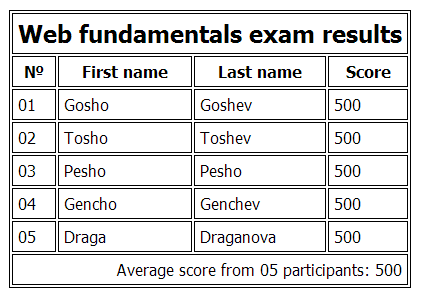 Web fundamentals exam results
№ First name Last name Score
01 Gosho Goshev 500
02 Tosho Toshev 500
03 Pesho Pesho 500
04 Gencho Genchev 500
05 Draga Draganova 500
Average score from 05 participants: 500